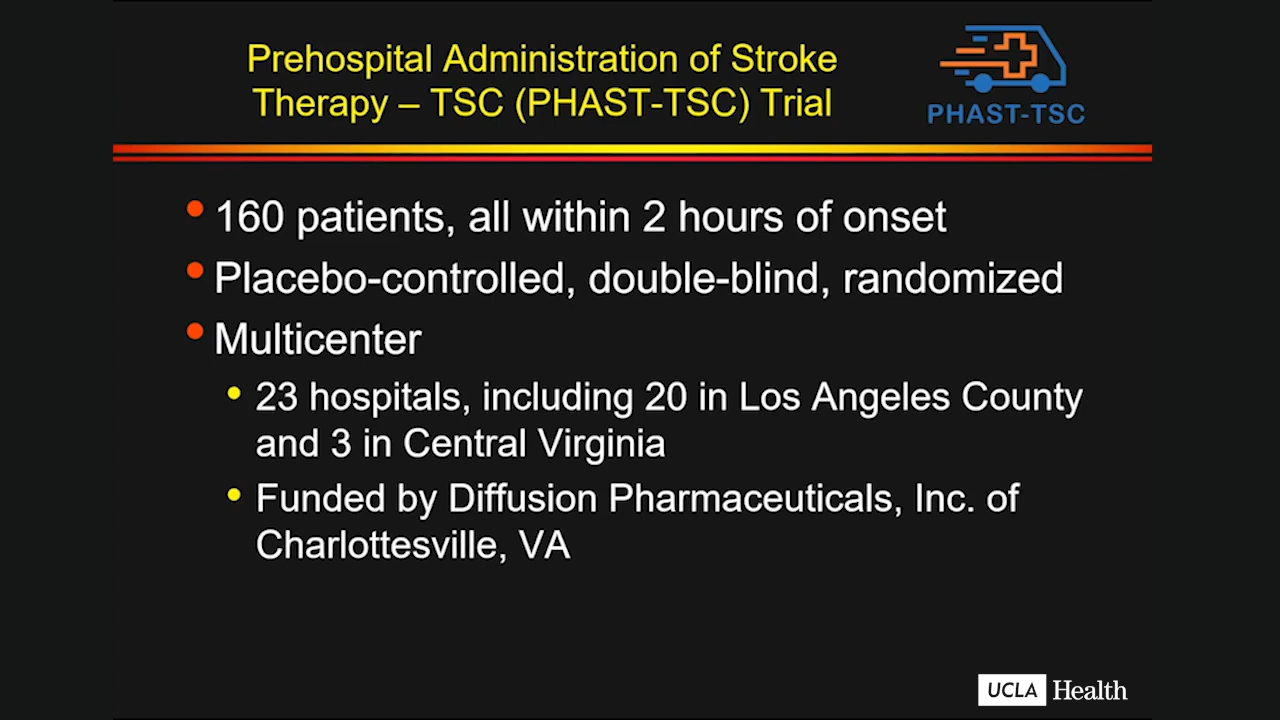 Prehospital Administration of Stroke
Therapy – TSC (PHAST-TSC) Trial
PHAST-TSC
• 160 patients, all within 2 hours of onset
• Placebo-controlled, double-blind, randomized
• Multicenter
• 23 hospitals, including 20 in Los Angeles County
and 3 in Central Virginia
• Funded by Diffusion Pharmaceuticals, Inc. of
Charlottesville, VA
UCLA Health